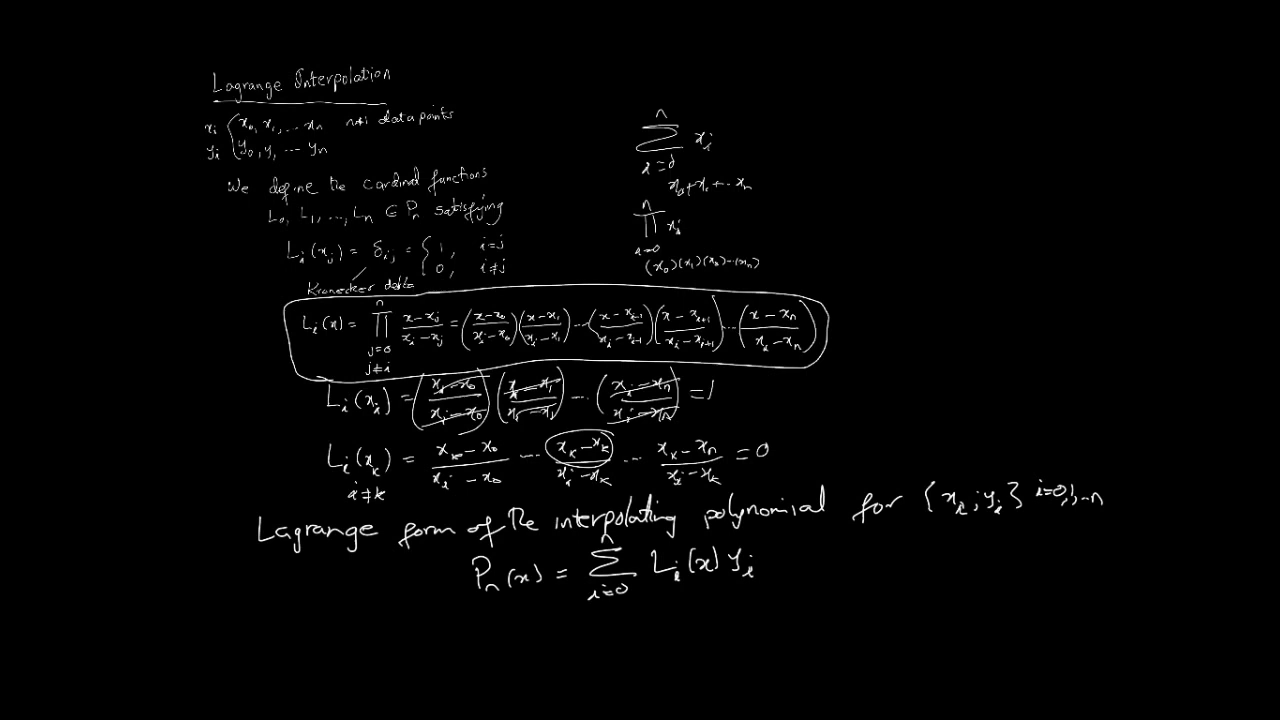 Lagrange Interpolation
xᵢ { x₀, x₁, ... xₙ n+1 data points
yᵢ { y₀, y₁ ... yₙ
We define the cardinal functions
L₀, L₁, ..., Lₙ ∈ Pₙ satisfying
Lᵢ(xⱼ) = δᵢⱼ = { 1, i=j
0, i≠j
Kronecker delta
Lᵢ(x) = ∏ⁿ_{j=0, j≠i} (x-xⱼ)/(xᵢ-xⱼ) = ((x-x₀)/(xᵢ-x₀)) ((x-x₁)/(xᵢ-x₁)) ... ((x-xᵢ₋₁)/(xᵢ-xᵢ₋₁)) ((x-xᵢ₊₁)/(xᵢ-xᵢ₊₁)) ... ((x-xₙ)/(xᵢ-xₙ))
Lᵢ(xᵢ) = ((xᵢ-x₀)/(xᵢ-x₀)) ((xᵢ-x₁)/(xᵢ-x₁)) ... ((xᵢ-xₙ)/(xᵢ-xₙ)) = 1
Lᵢ(xₖ) = (xₖ-x₀)/(xᵢ-x₀) ... (xₖ-xₖ)/(xᵢ-xₖ) ... (xₖ-xₙ)/(xᵢ-xₖ) = 0
i≠k
Lagrange form of the interpolating polynomial for {xᵢ; yᵢ} i=0,1,...n
Pₙ(x) = ∑ⁿ_{i=0} Lᵢ(x) yᵢ
∑ⁿ_{i=0} xᵢ
x₀+x₁+...xₙ
∏ⁿ_{i=0} xᵢ
(x₀)(x₁)(x₂)...(xₙ)